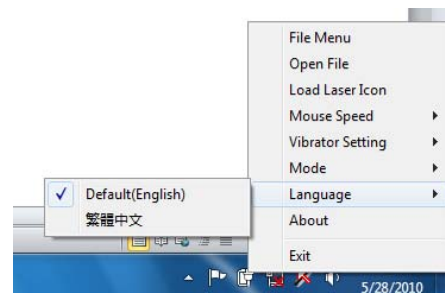 File Menu
Open File
Load Laser Icon
Mouse Speed
Vibrator Setting
Mode
Language
About
Exit
Default(English)
繁體中文
5/28/2010